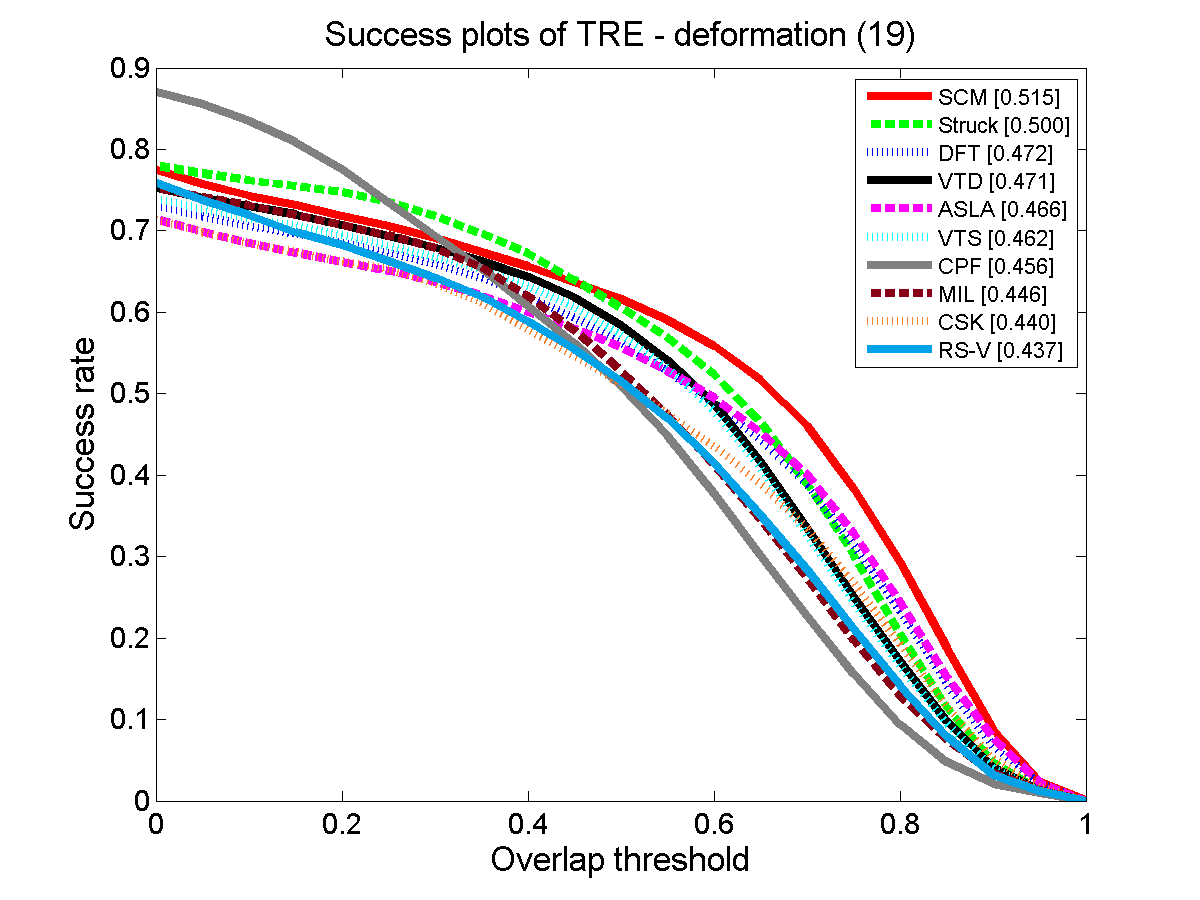 Success plots of TRE - deformation (19)
0.9
0.8
0.7
0.6
0.5
0.4
0.3
0.2
0.1
0
Success rate
SCM [0.515]
Struck [0.500]
DFT [0.472]
VTD [0.471]
ASLA [0.466]
VTS [0.462]
CPF [0.456]
MIL [0.446]
CSK [0.440]
RS-V [0.437]
0 0.2 0.4 0.6 0.8 1
Overlap threshold